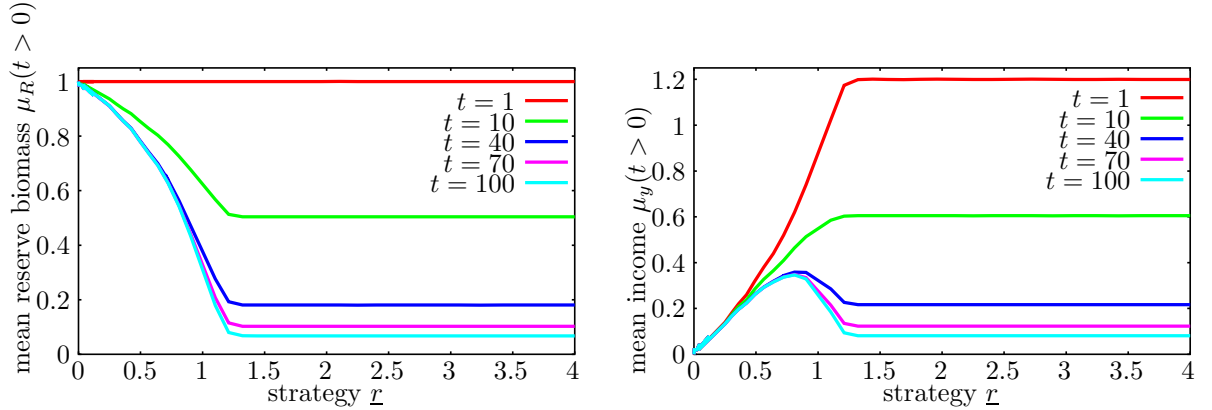 mean reserve biomass μ_R(t > 0)
1
0.8
0.6
0.4
0.2
0
0 0.5 1 1.5 2 2.5 3 3.5 4
strategy r
t = 1
t = 10
t = 40
t = 70
t = 100
mean income μ_y(t > 0)
1.2
1
0.8
0.6
0.4
0.2
0
0 0.5 1 1.5 2 2.5 3 3.5 4
strategy r
t = 1
t = 10
t = 40
t = 70
t = 100